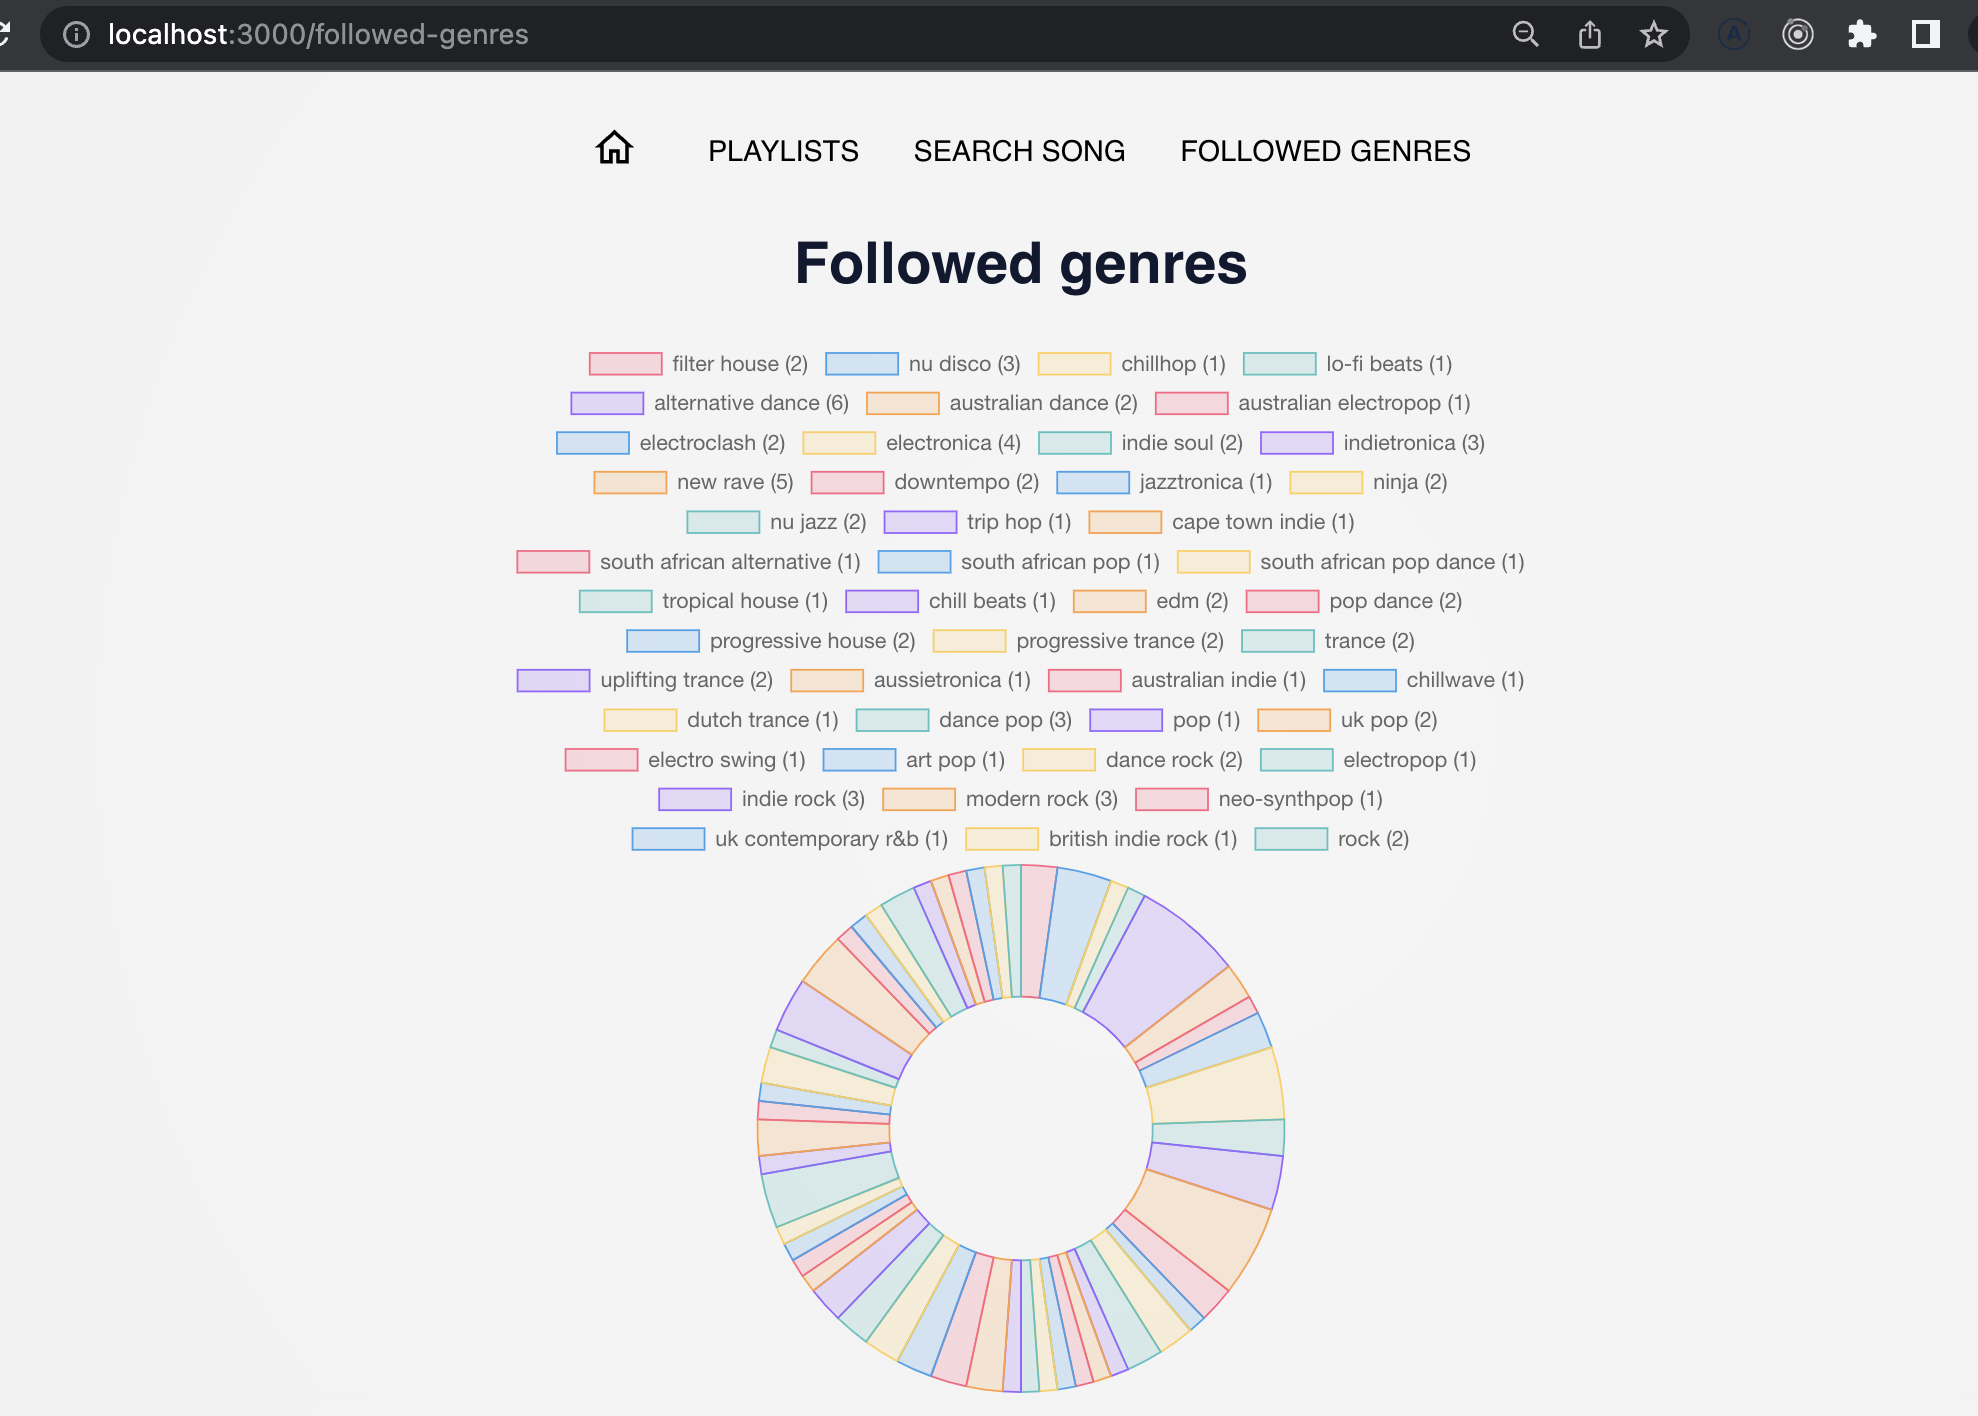 localhost:3000/followed-genres
PLAYLISTS SEARCH SONG FOLLOWED GENRES
Followed genres
filter house (2) nu disco (3) chillhop (1) lo-fi beats (1)
alternative dance (6) australian dance (2) australian electropop (1)
electroclash (2) electronica (4) indie soul (2) indietronica (3)
new rave (5) downtempo (2) jazztronica (1) ninja (2)
nu jazz (2) trip hop (1) cape town indie (1)
south african alternative (1) south african pop (1) south african pop dance (1)
tropical house (1) chill beats (1) edm (2) pop dance (2)
progressive house (2) progressive trance (2) trance (2)
uplifting trance (2) aussietronica (1) australian indie (1) chillwave (1)
dutch trance (1) dance pop (3) pop (1) uk pop (2)
electro swing (1) art pop (1) dance rock (2) electropop (1)
indie rock (3) modern rock (3) neo-synthpop (1)
uk contemporary r&b (1) british indie rock (1) rock (2)